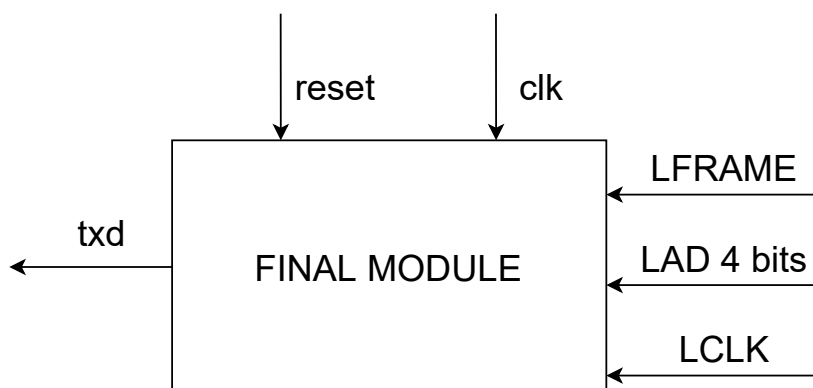 reset
clk
LFRAME
txd
LAD 4 bits
FINAL MODULE
LCLK